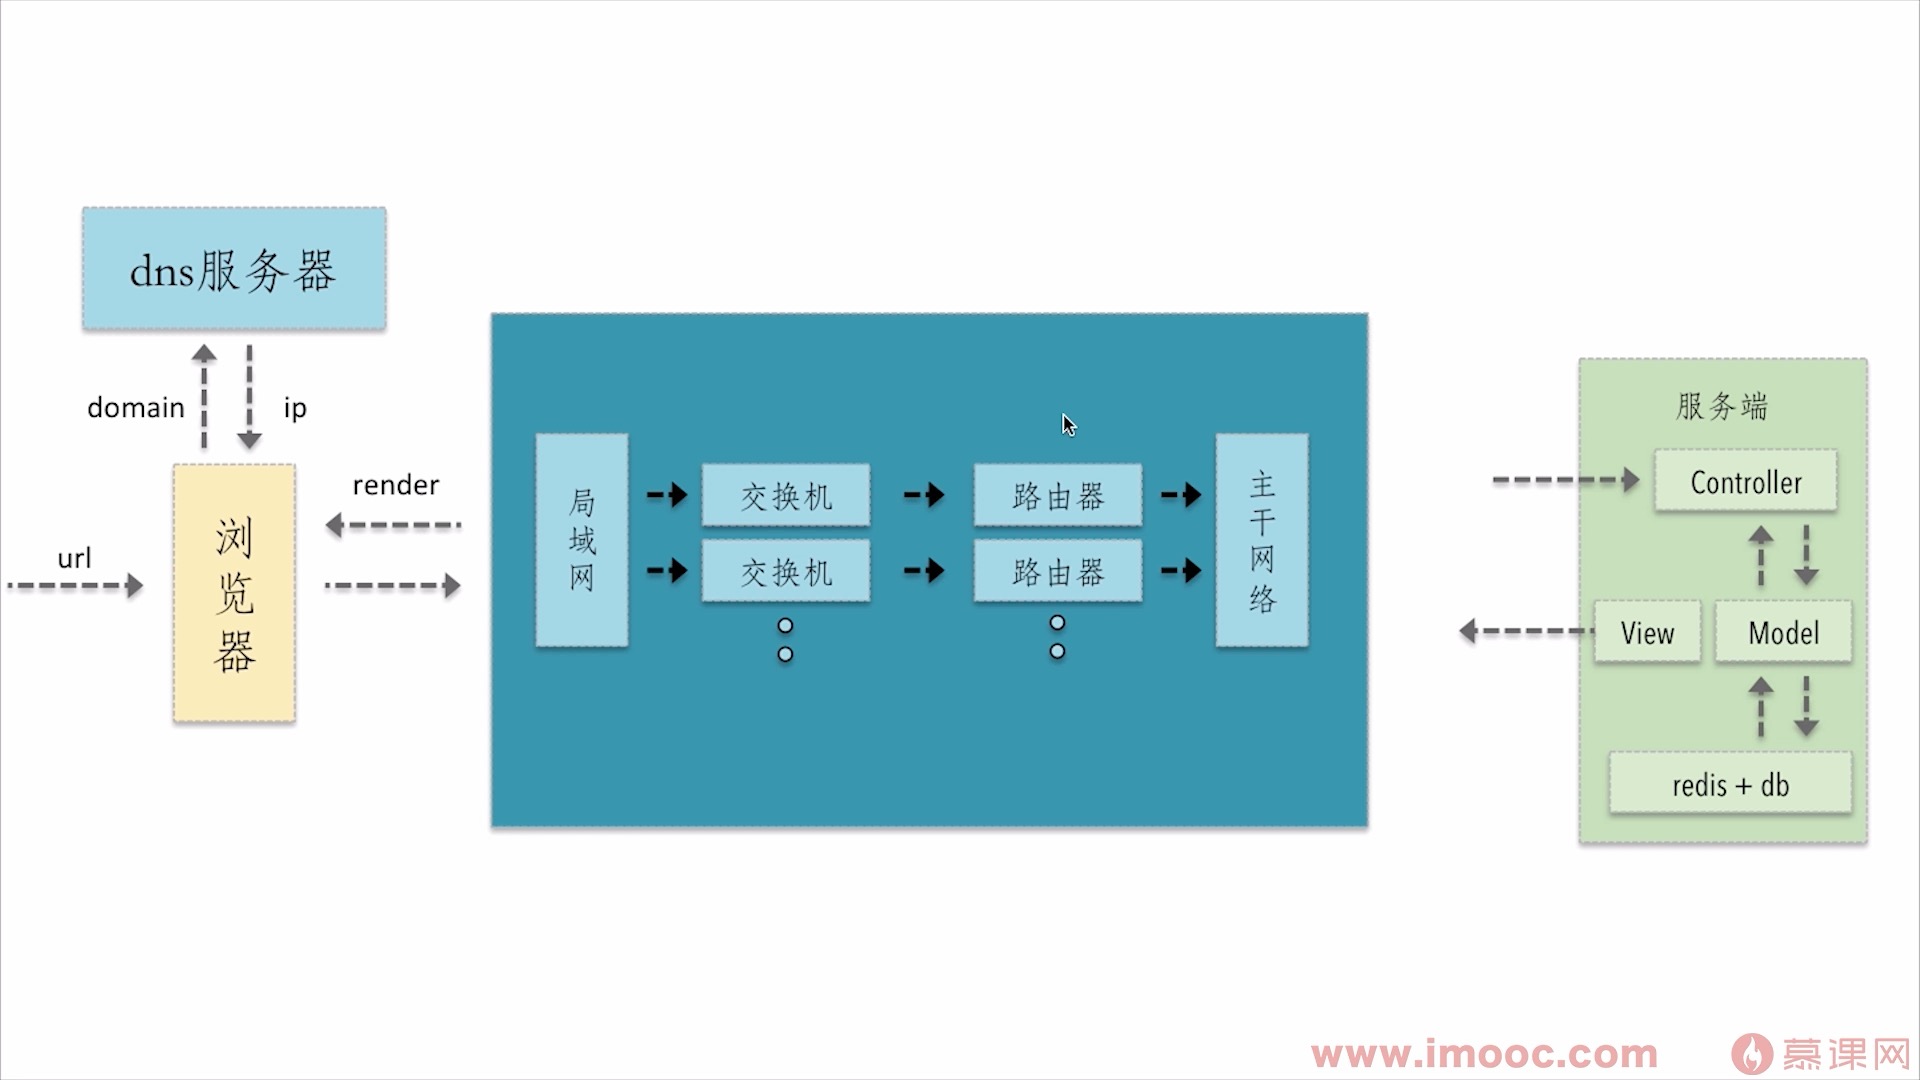 dns服务器
domain
ip
render
url
浏览器
局域网
交换机
路由器
交换机
路由器
主干网络
服务端
Controller
View
Model
redis + db
www.imooc.com
慕课网